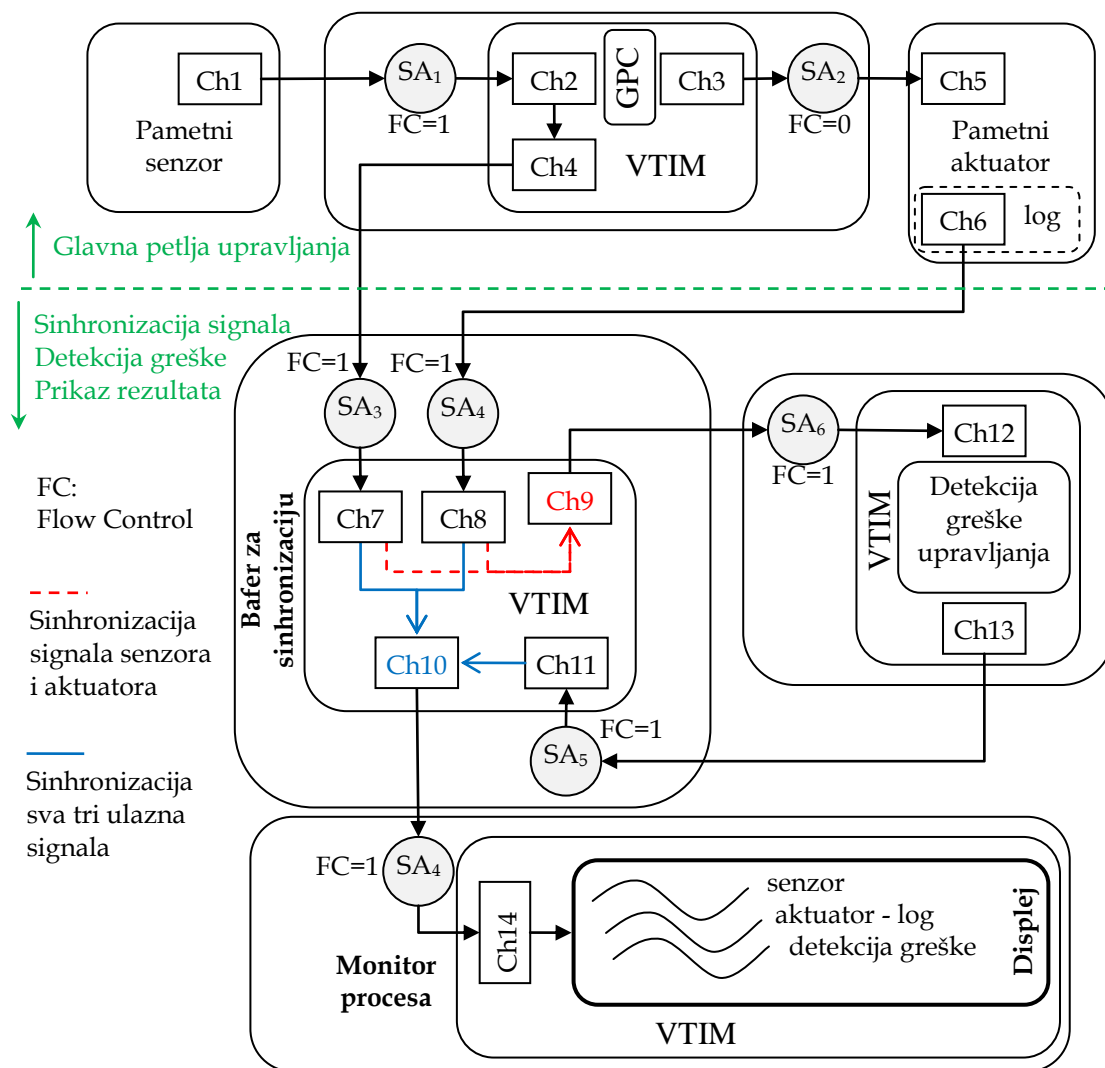 Ch1
Pametni
senzor
SA1
FC=1
Ch2
GPC
Ch3
Ch4
VTIM
SA2
FC=0
Ch5
Pametni
aktuator
Ch6
log
Glavna petlja upravljanja
Sinhronizacija signala
Detekcija greške
Prikaz rezultata
FC:
Flow Control
Sinhronizacija
signala senzora
i aktuatora
Sinhronizacija
sva tri ulazna
signala
FC=1
FC=1
SA3
SA4
Bafer za
sinhronizaciju
Ch7
Ch8
Ch9
VTIM
Ch10
Ch11
FC=1
SA5
SA6
FC=1
Ch12
VTIM
Detekcija
greške
upravljanja
Ch13
FC=1
SA4
Monitor
procesa
Ch14
senzor
aktuator - log
detekcija greške
Displej
VTIM